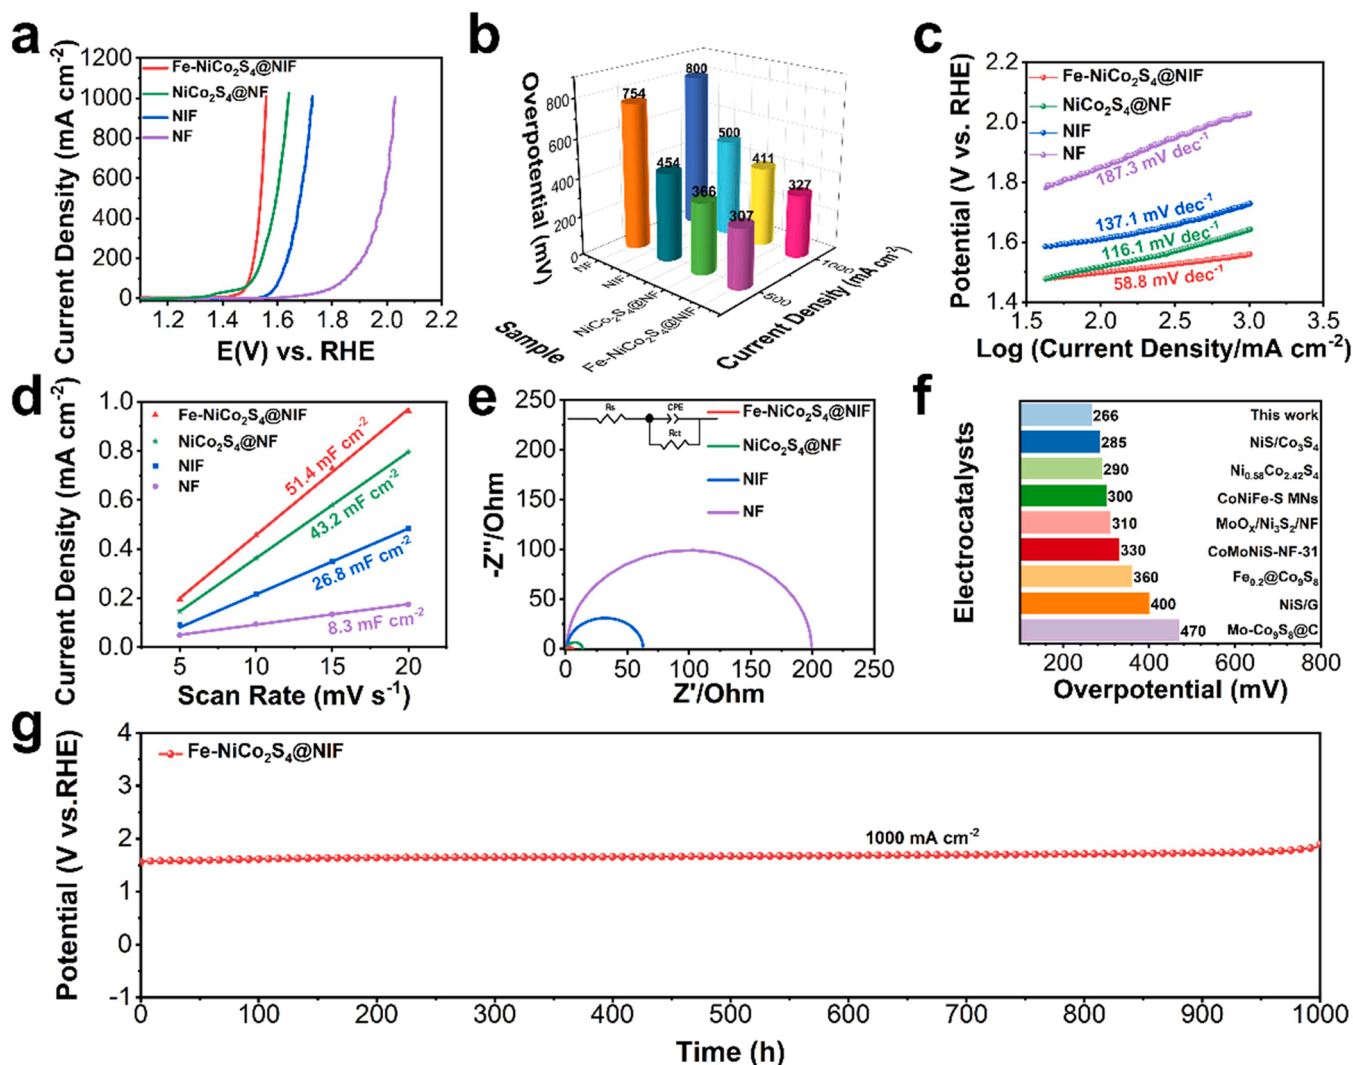 a
Current Density (mA cm⁻²)
1200
1000
800
600
400
200
0
Fe-NiCo₂S₄@NIF
NiCo₂S₄@NF
NIF
NF
1.2 1.4 1.6 1.8 2.0 2.2
E(V) vs. RHE
b
Overpotential (mV)
800
600
400
200
0
754
800
454
500
366
411
307
327
NF
NIF
NiCo₂S₄@NF
Fe-NiCo₂S₄@NIF
Sample
500
1000
Current Density (mA cm⁻²)
c
Potential (V vs. RHE)
2.2
2.0
1.8
1.6
1.4
Fe-NiCo₂S₄@NIF
NiCo₂S₄@NF
NIF
NF
187.3 mV dec⁻¹
137.1 mV dec⁻¹
116.1 mV dec⁻¹
58.8 mV dec⁻¹
1.5 2.0 2.5 3.0 3.5
Log (Current Density/mA cm⁻²)
d
Current Density (mA cm⁻²)
1.0
0.8
0.6
0.4
0.2
0.0
Fe-NiCo₂S₄@NIF
NiCo₂S₄@NF
NIF
NF
51.4 mF cm⁻²
43.2 mF cm⁻²
26.8 mF cm⁻²
8.3 mF cm⁻²
5 10 15 20
Scan Rate (mV s⁻¹)
e
-Z''/Ohm
250
200
150
100
50
0
Rs
CPE
Rct
Fe-NiCo₂S₄@NIF
NiCo₂S₄@NF
NIF
NF
0 50 100 150 200 250
Z'/Ohm
f
Electrocatalysts
266 This work
285 NiS/Co₃S₄
290 Ni₀.₅₈Co₂.₄₂S₄
300 CoNiFe-S MNs
310 MoOₓ/Ni₃S₂/NF
330 CoMoNiS-NF-31
360 Fe₀.₂@Co₉S₈
400 NiS/G
470 Mo-Co₉S₈@C
200 400 600 800
Overpotential (mV)
g
Potential (V vs.RHE)
4
3
2
1
0
-1
Fe-NiCo₂S₄@NIF
1000 mA cm⁻²
0 100 200 300 400 500 600 700 800 900 1000
Time (h)